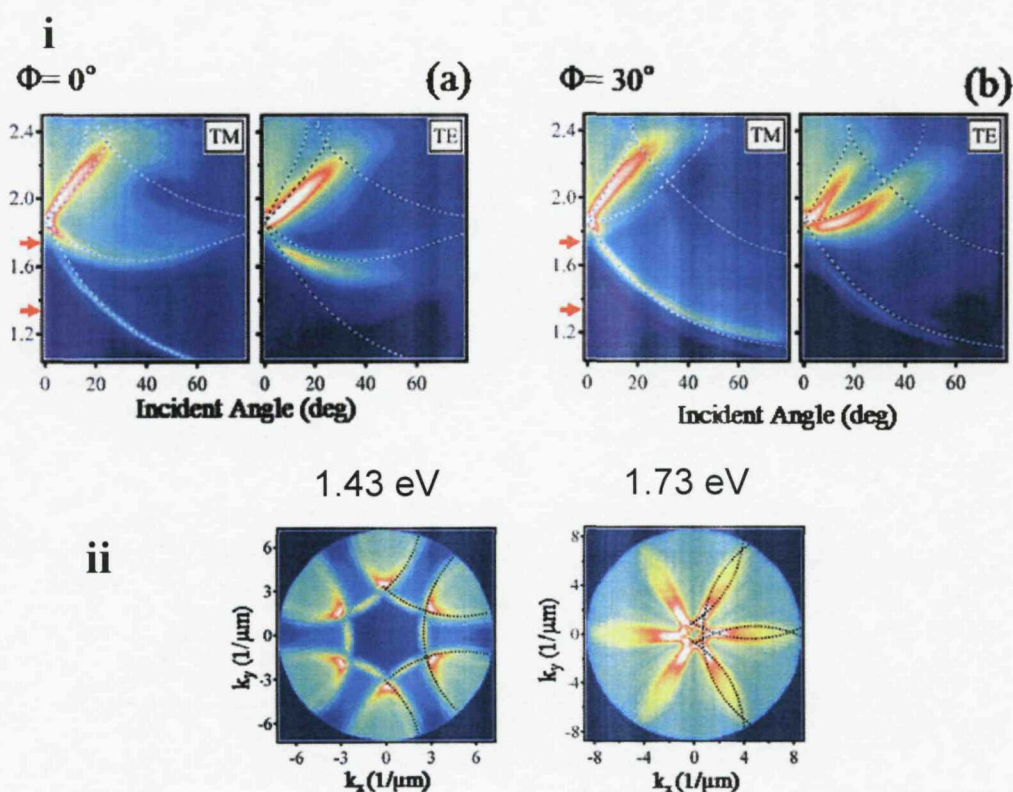 i
Φ= 0°
(a)
Φ= 30°
(b)
TM
TE
TM
TE
2.4
2.0
1.6
1.2
2.4
2.0
1.6
1.2
0 20 40 60
0 20 40 60
0 20 40 60
0 20 40 60
Incident Angle (deg)
Incident Angle (deg)
1.43 eV
1.73 eV
ii
6
3
0
-3
-6
k_y (1/μm)
-6 -3 0 3 6
k_x (1/μm)
8
4
0
-4
-8
k_y (1/μm)
-8 -4 0 4 8
k_x (1/μm)